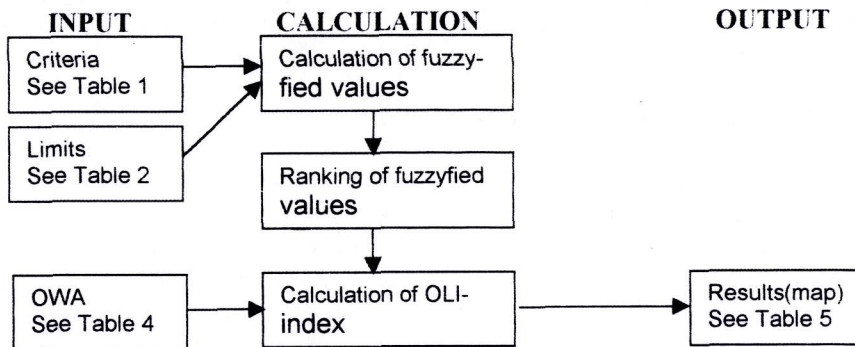 INPUT
CALCULATION
OUTPUT
Criteria
See Table 1
Calculation of fuzzy-
fied values
Limits
See Table 2
Ranking of fuzzyfied
values
OWA
See Table 4
Calculation of OLI-
index
Results(map)
See Table 5